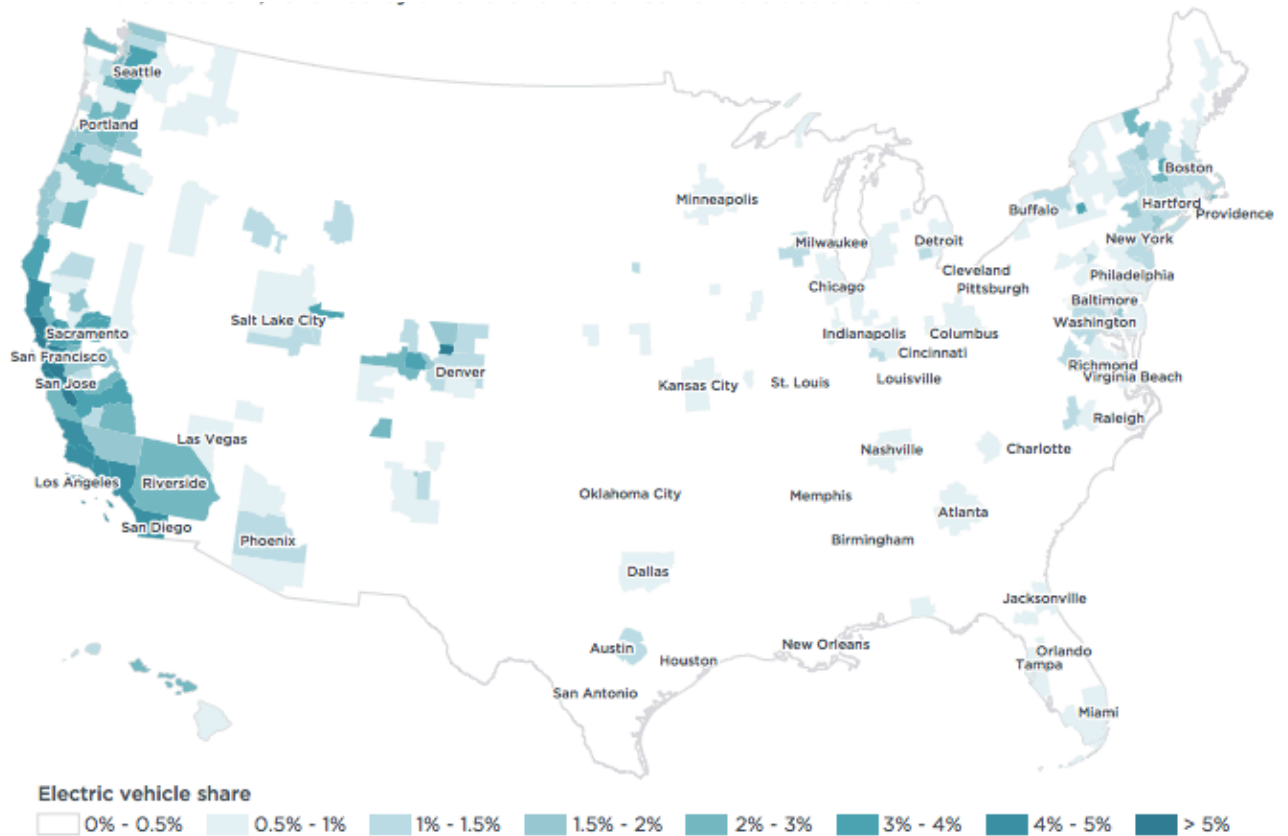 Seattle
Portland
Minneapolis
Boston
Buffalo
Hartford
Providence
Milwaukee
Detroit
New York
Cleveland
Pittsburgh
Philadelphia
Chicago
Baltimore
Salt Lake City
Sacramento
Indianapolis
Columbus
Washington
San Francisco
Cincinnati
Denver
Richmond
San Jose
Kansas City
St. Louis
Louisville
Virginia Beach
Raleigh
Las Vegas
Nashville
Charlotte
Los Angeles
Riverside
Oklahoma City
Memphis
San Diego
Atlanta
Phoenix
Birmingham
Dallas
Jacksonville
Austin
Houston
New Orleans
Orlando
Tampa
San Antonio
Miami
Electric vehicle share
0% - 0.5% 0.5% - 1% 1% - 1.5% 1.5% - 2% 2% - 3% 3% - 4% 4% - 5% > 5%